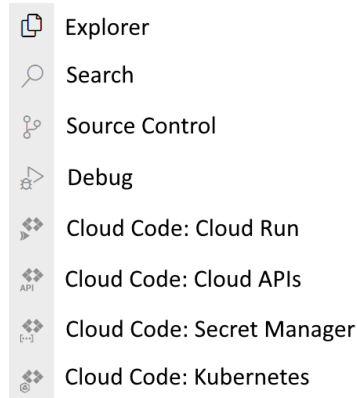 Explorer
Search
Source Control
Debug
Cloud Code: Cloud Run
Cloud Code: Cloud APIs
API
Cloud Code: Secret Manager
Cloud Code: Kubernetes